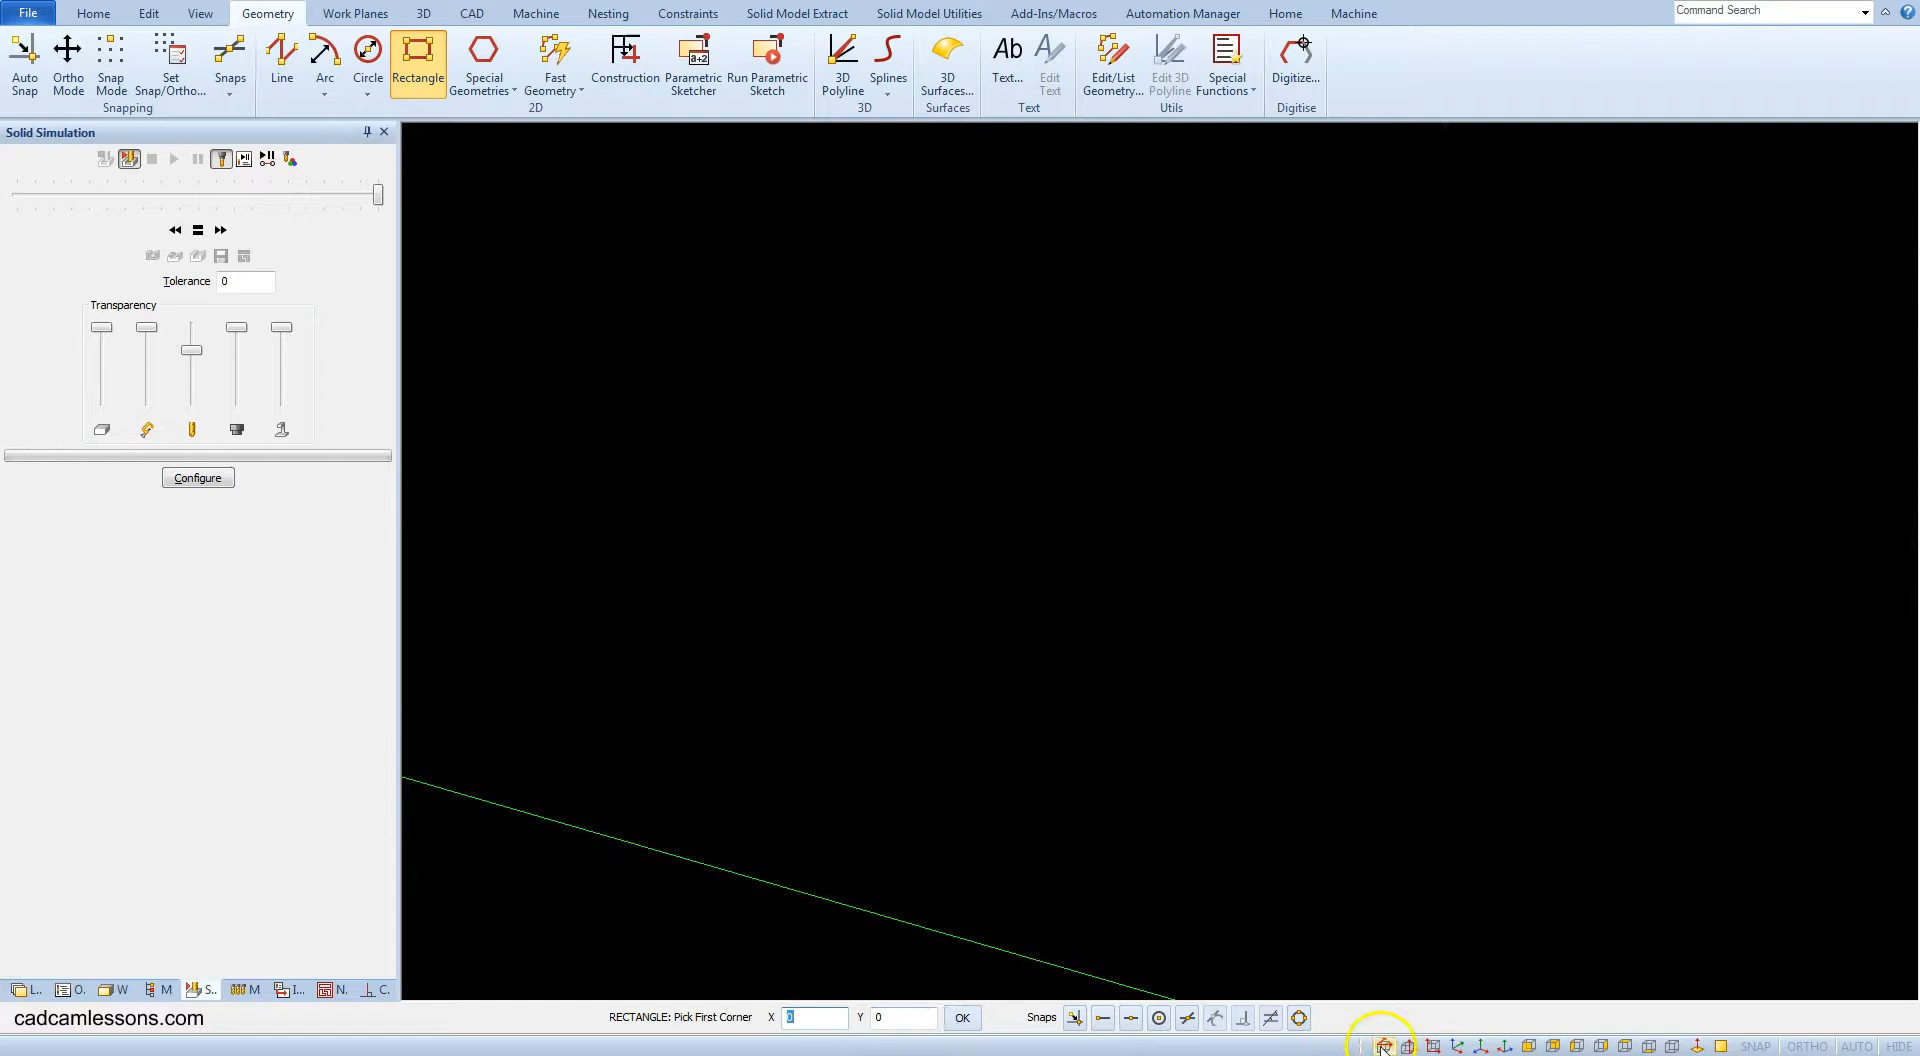 File Home Edit View Geometry Work Planes 3D CAD Machine Nesting Constraints Solid Model Extract Solid Model Utilities Add-Ins/Macros Automation Manager Home Machine Command Search
Auto Snap
Ortho Mode
Snap Mode
Set Snap/Ortho...
Snaps
Line
Arc
Circle
Rectangle
Special Geometries
Fast Geometry
Construction
Parametric Sketcher
Run Parametric Sketch
3D Polyline
Splines
3D Surfaces...
Ab
Text...
A
Edit Text
Edit/List Geometry...
Edit 3D Polyline
Special Functions
Digitize...
Snapping 2D 3D Surfaces Text Utils Digitise
Solid Simulation
Tolerance 0
Transparency
Configure
L.. O. W M S.. M I... N. C.
cadcamlessons.com
RECTANGLE: Pick First Corner X 0 Y 0 OK Snaps
SNAP ORTHO AUTO HIDE